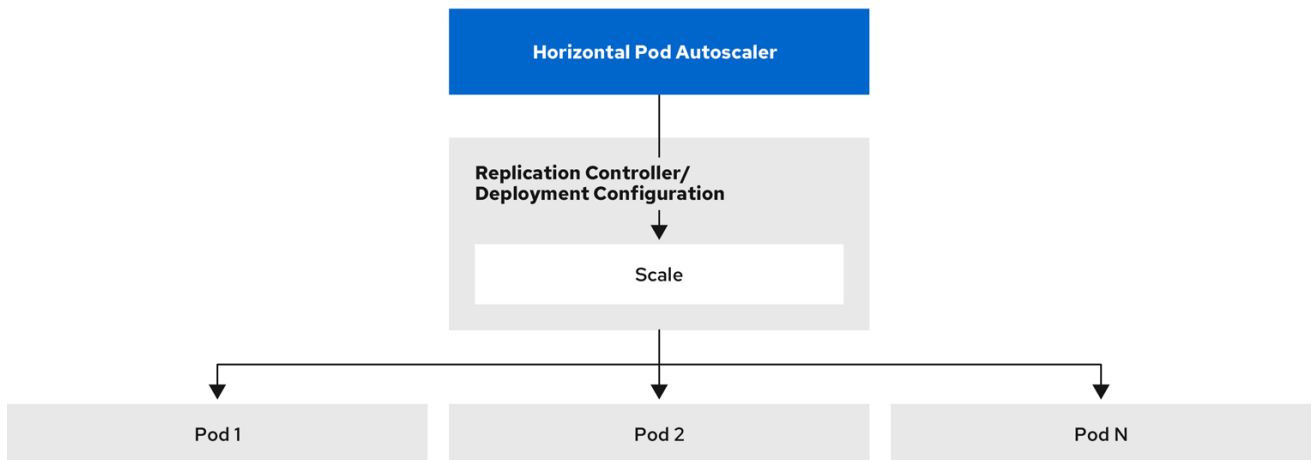 Horizontal Pod Autoscaler
Replication Controller/
Deployment Configuration
Scale
Pod 1
Pod 2
Pod N